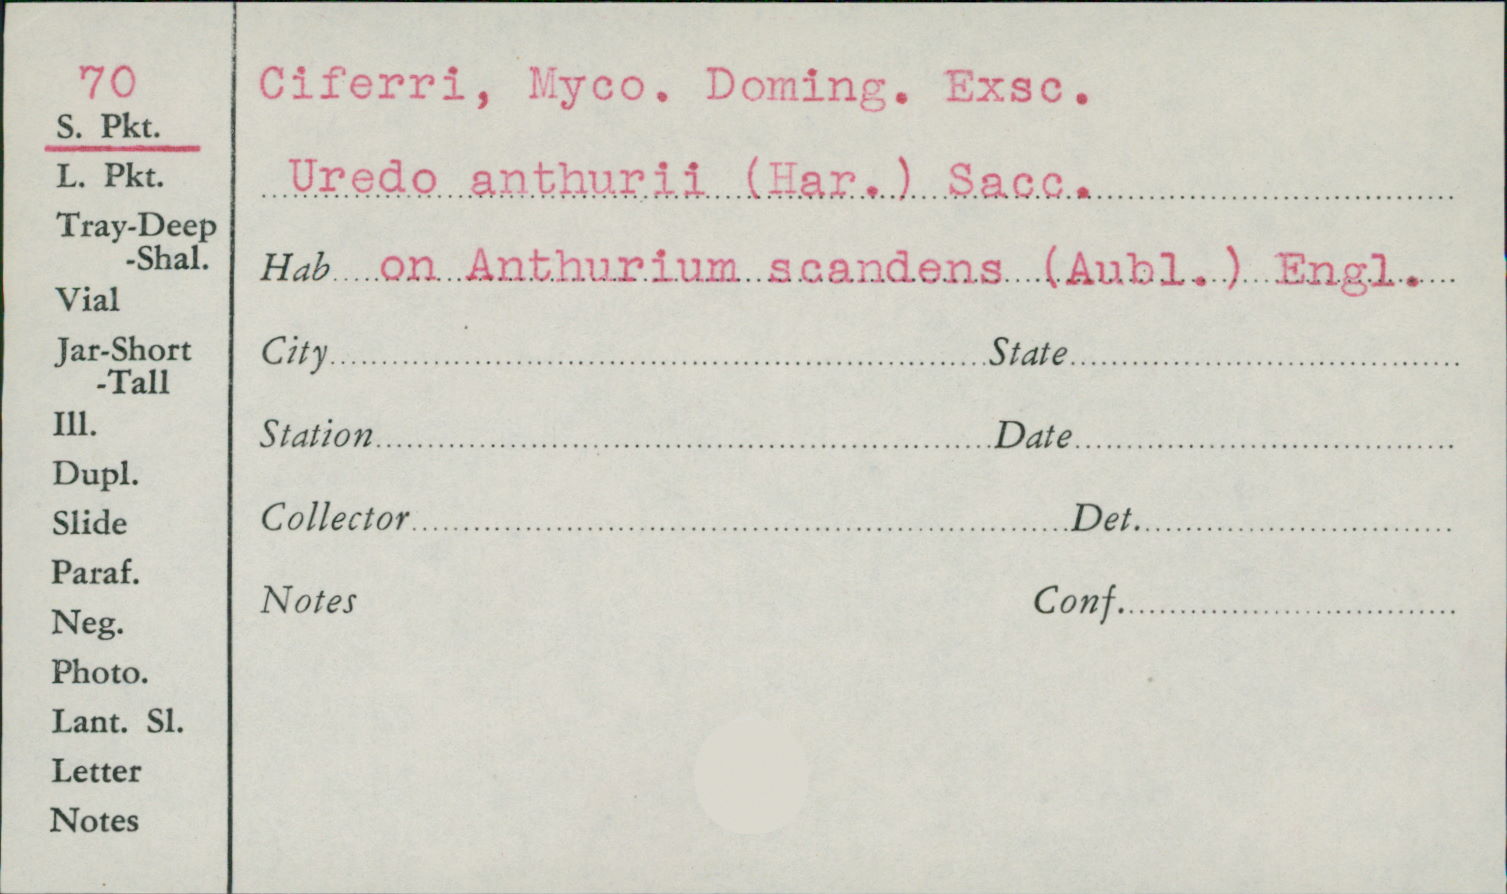 70
S. Pkt.
L. Pkt.
Tray-Deep
-Shal.
Vial
Jar-Short
-Tall
Ill.
Dupl.
Slide
Paraf.
Neg.
Photo.
Lant. Sl.
Letter
Notes
Ciferri, Myco. Doming. Exsc.
Uredo anthurii (Har.) Sacc.
Hab on Anthurium scandens (Aubl.) Engl.
City State
Station Date
Collector Det.
Notes Conf.